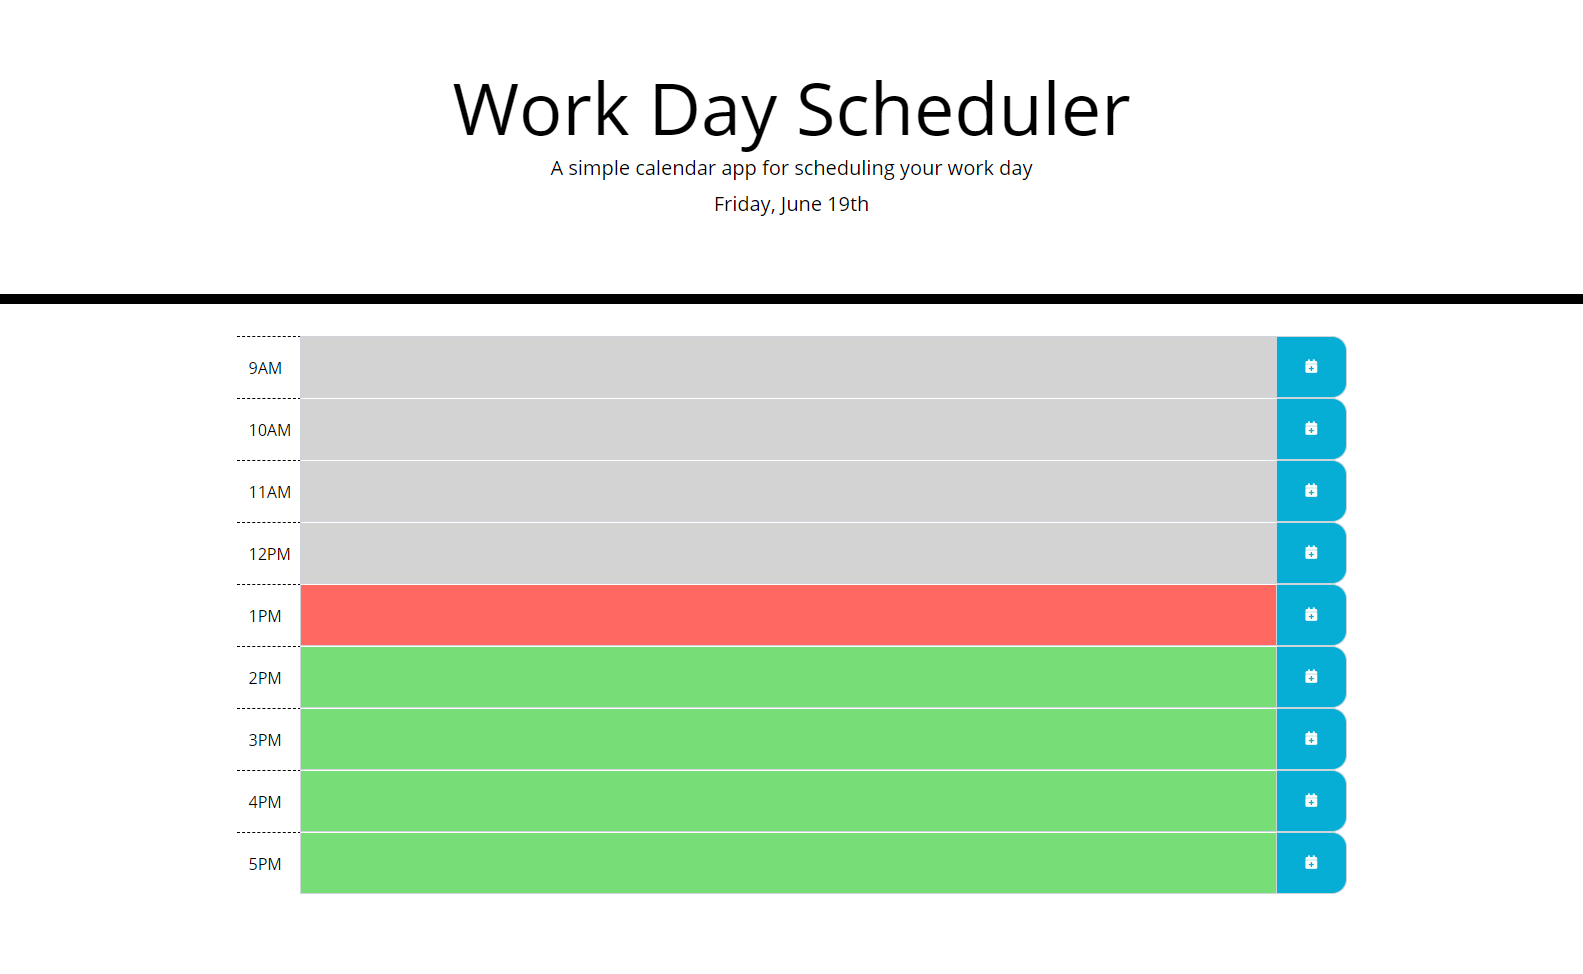 Work Day Scheduler
A simple calendar app for scheduling your work day
Friday, June 19th
9AM
10AM
11AM
12PM
1PM
2PM
3PM
4PM
5PM